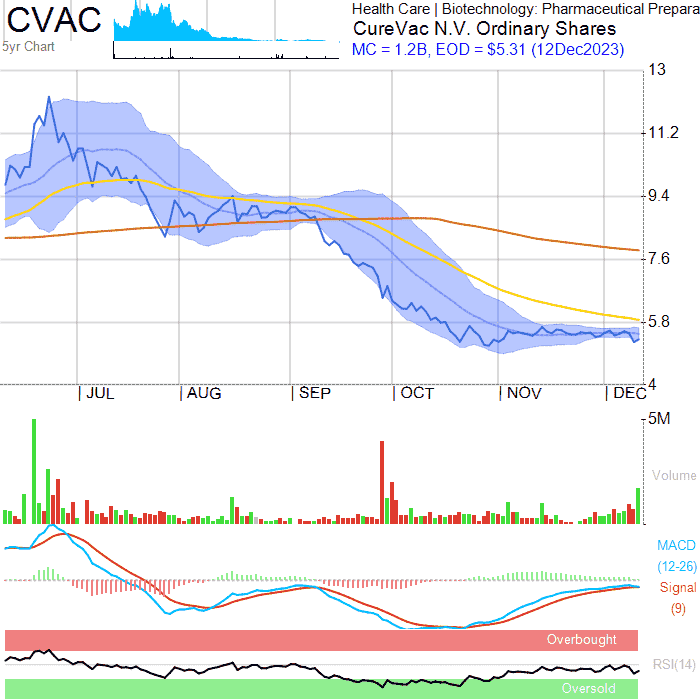 CVAC
5yr Chart
Health Care | Biotechnology: Pharmaceutical Prepara
CureVac N.V. Ordinary Shares
MC = 1.2B, EOD = $5.31 (12Dec2023)
13
11.2
9.4
7.6
5.8
4
JUL AUG SEP OCT NOV DEC
5M
Volume
MACD
(12-26)
Signal
(9)
Overbought
RSI(14)
Oversold